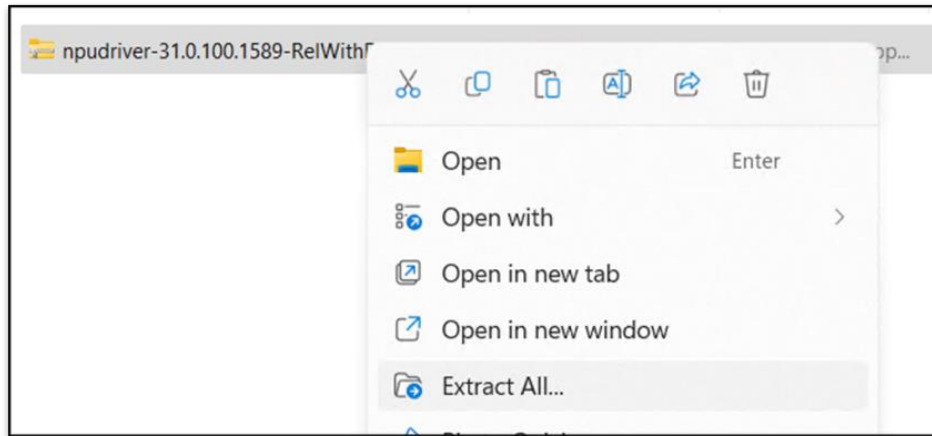 npudriver-31.0.100.1589-RelWith
Open Enter
Open with
Open in new tab
Open in new window
Extract All...